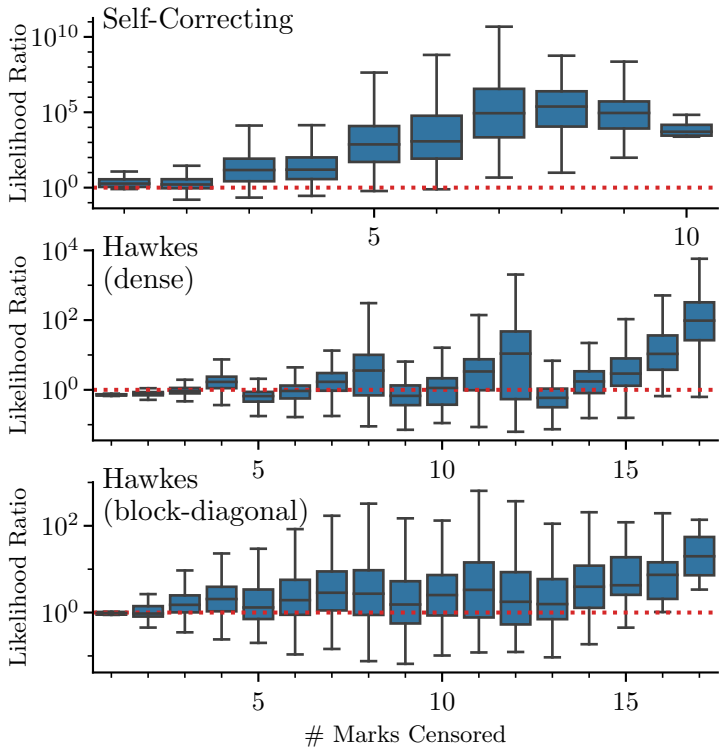 Self-Correcting
Likelihood Ratio
10^10
10^5
10^0
5
10
Hawkes
(dense)
Likelihood Ratio
10^4
10^2
10^0
5
10
15
Hawkes
(block-diagonal)
Likelihood Ratio
10^2
10^0
5
10
15
# Marks Censored